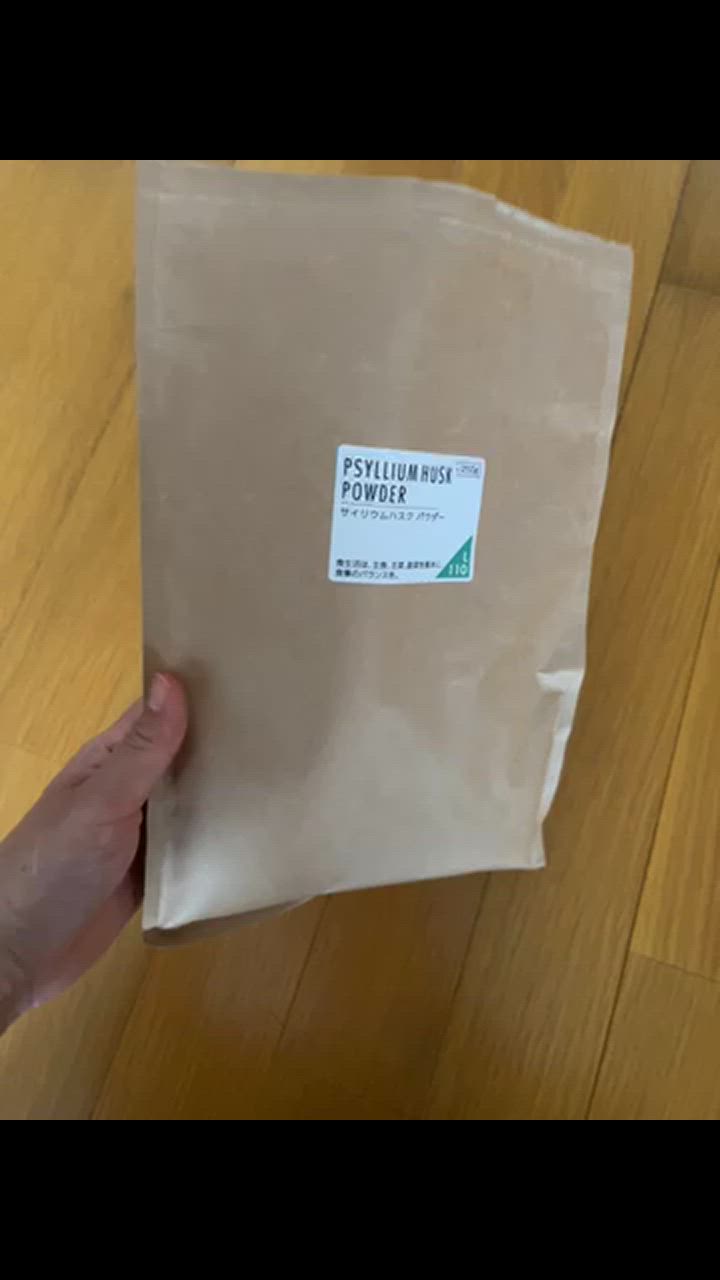 PSYLLIUM HUSK
POWDER
サイリウムハスク パウダー
食生活は、主食、主菜、副菜を基本に、
食事のバランスを。
L
110